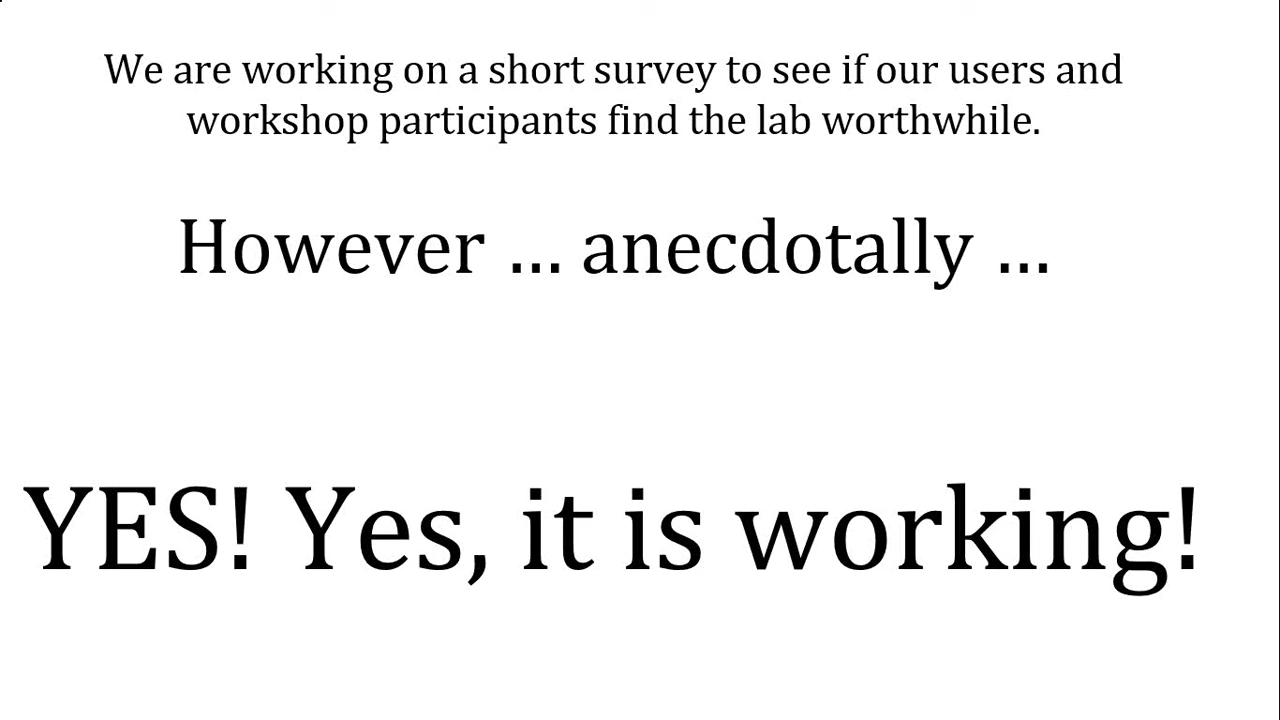 We are working on a short survey to see if our users and
workshop participants find the lab worthwhile.
However ... anecdotally ...
YES! Yes, it is working!